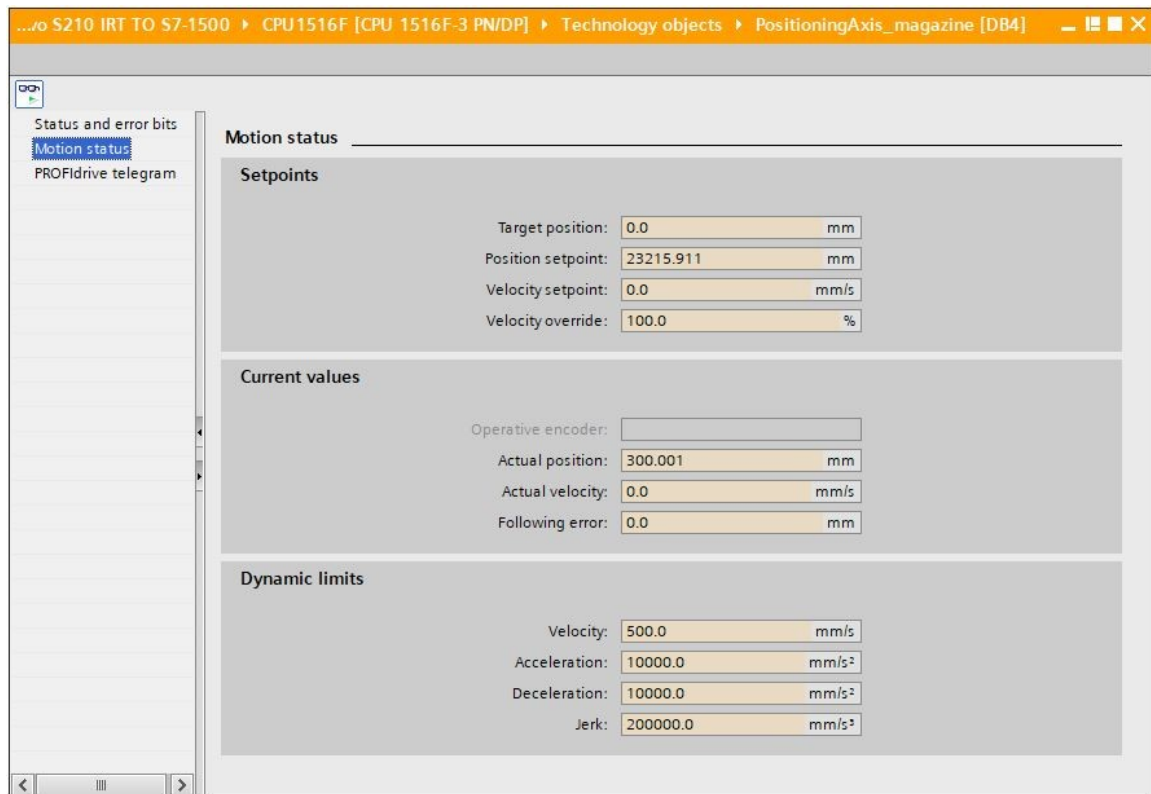 .../o S210 IRT TO S7-1500 ▸ CPU1516F [CPU 1516F-3 PN/DP] ▸ Technology objects ▸ PositioningAxis_magazine [DB4]
Status and error bits
Motion status
PROFIdrive telegram
Motion status
Setpoints
Target position: 0.0 mm
Position setpoint: 23215.911 mm
Velocity setpoint: 0.0 mm/s
Velocity override: 100.0 %
Current values
Operative encoder:
Actual position: 300.001 mm
Actual velocity: 0.0 mm/s
Following error: 0.0 mm
Dynamic limits
Velocity: 500.0 mm/s
Acceleration: 10000.0 mm/s²
Deceleration: 10000.0 mm/s²
Jerk: 200000.0 mm/s³